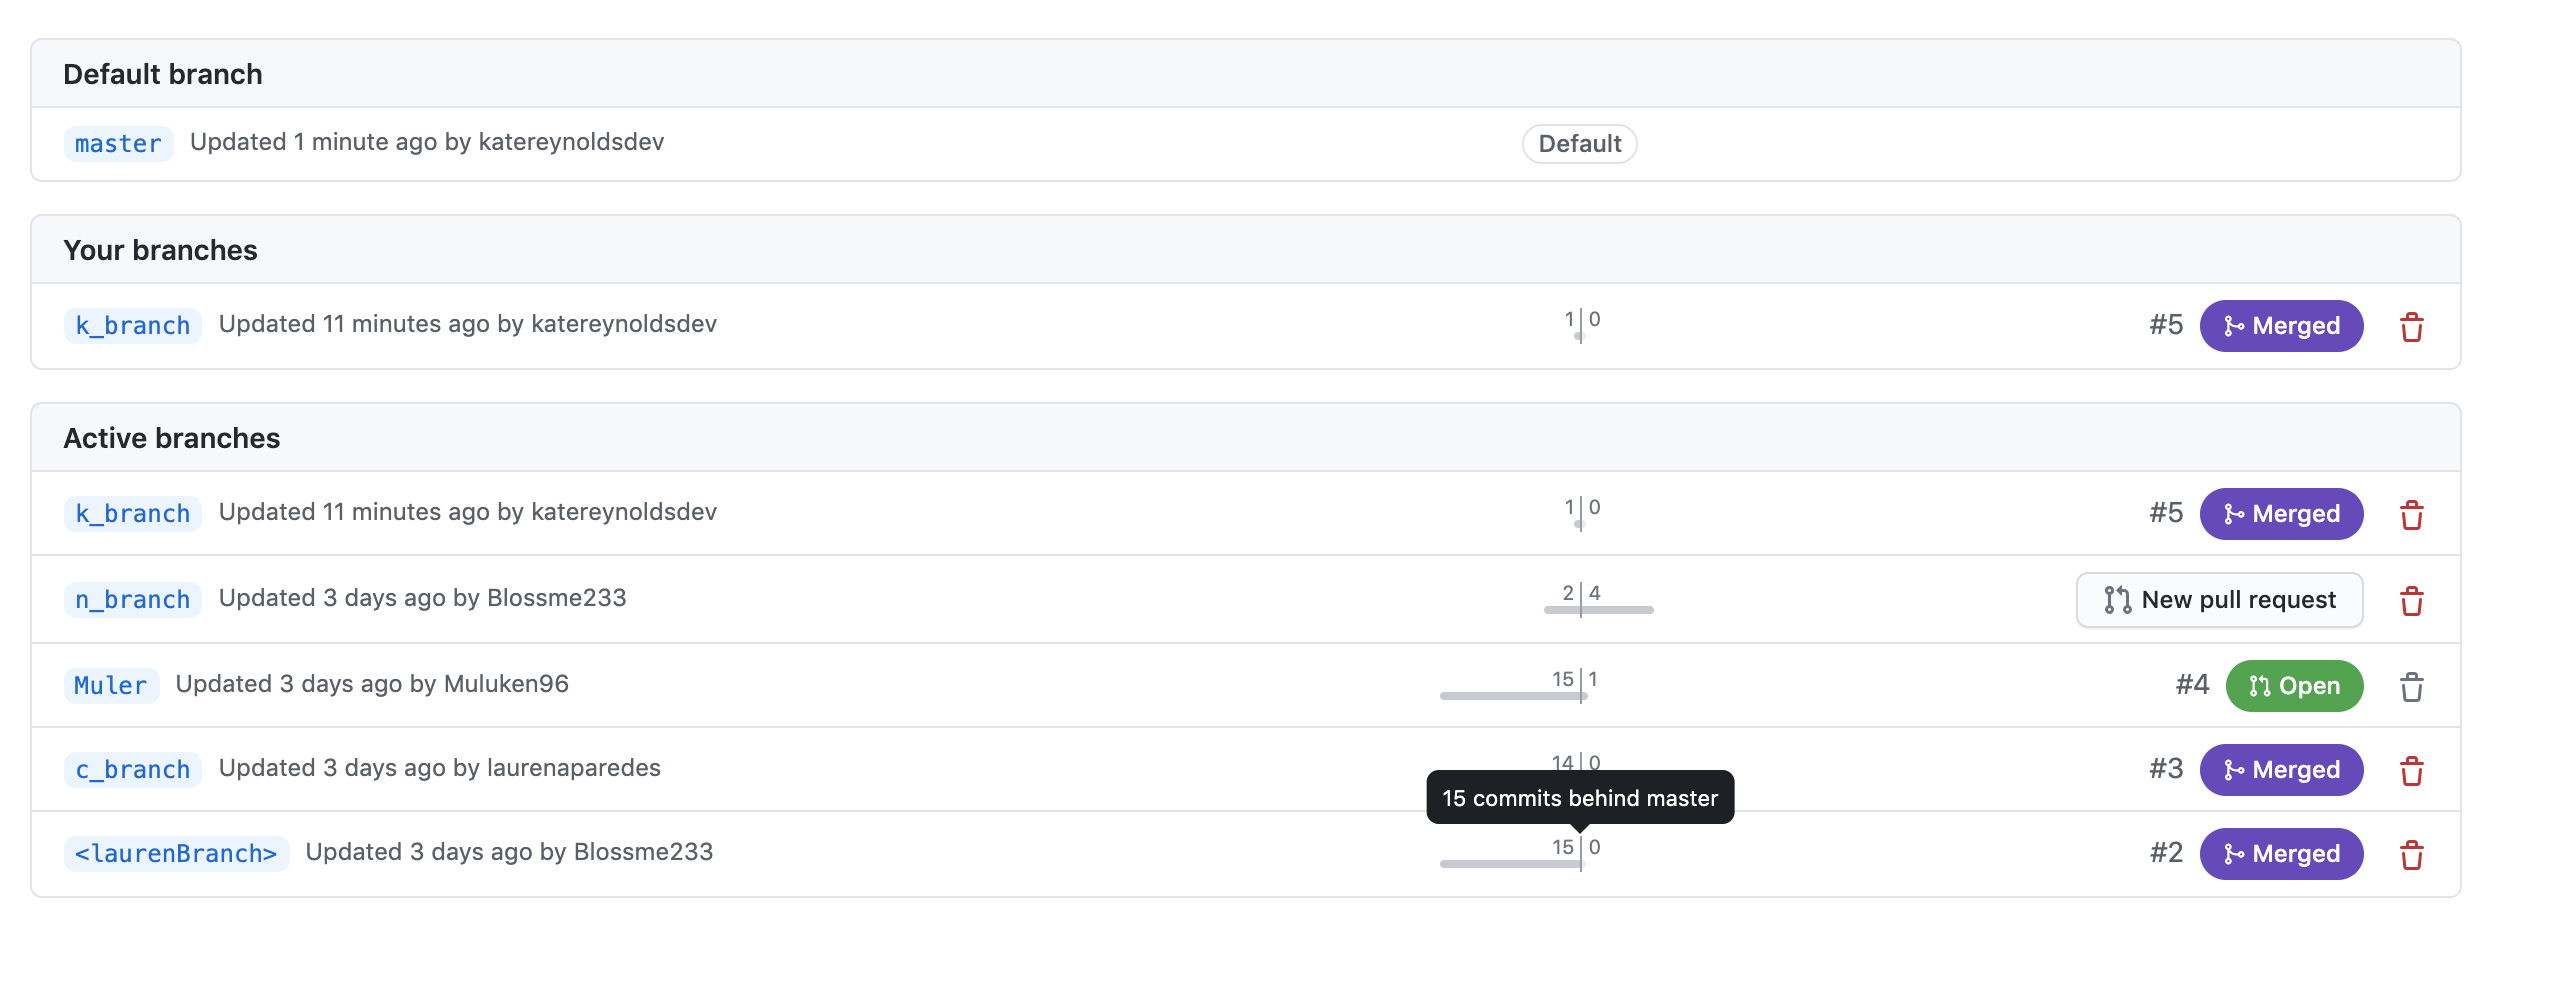 Default branch
master Updated 1 minute ago by katereynoldsdev Default
Your branches
k_branch Updated 11 minutes ago by katereynoldsdev 1 0 #5 Merged
Active branches
k_branch Updated 11 minutes ago by katereynoldsdev 1 0 #5 Merged
n_branch Updated 3 days ago by Blossme233 2 4 New pull request
Muler Updated 3 days ago by Muluken96 15 1 #4 Open
c_branch Updated 3 days ago by laurenaparedes 14 0 #3 Merged
15 commits behind master
<laurenBranch> Updated 3 days ago by Blossme233 15 0 #2 Merged